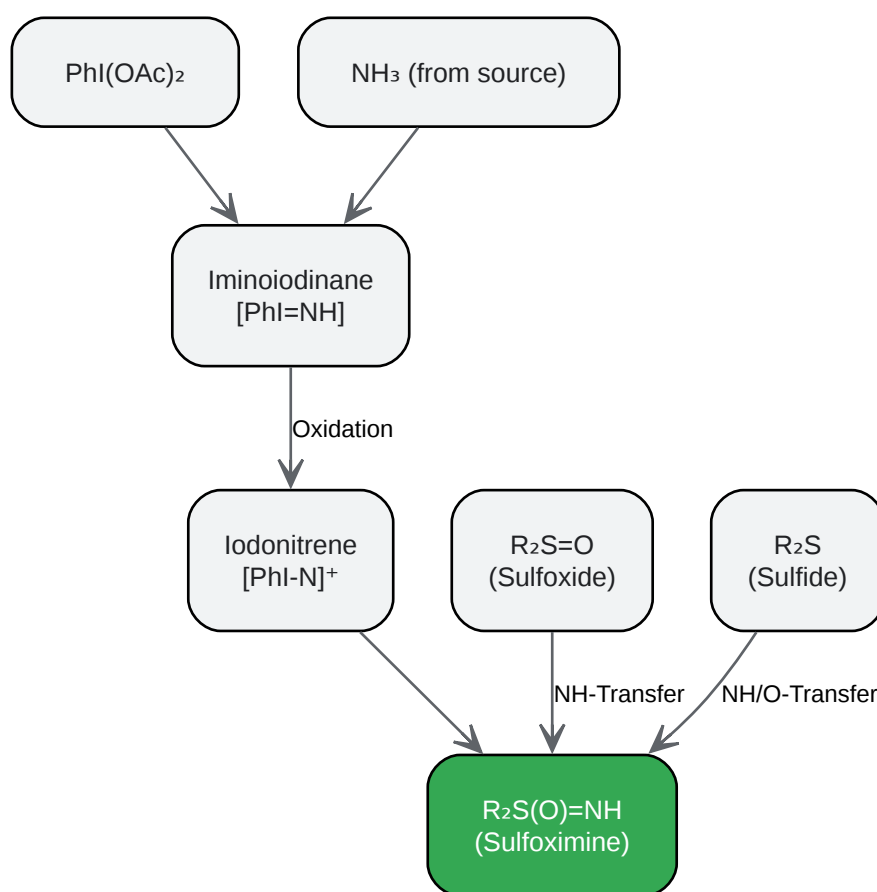 PhI(OAc)₂
NH₃ (from source)
Iminoiodinane
[PhI=NH]
Oxidation
Iodonitrene
[PhI-N]⁺
R₂S=O
(Sulfoxide)
R₂S
(Sulfide)
NH-Transfer
NH/O-Transfer
R₂S(O)=NH
(Sulfoximine)